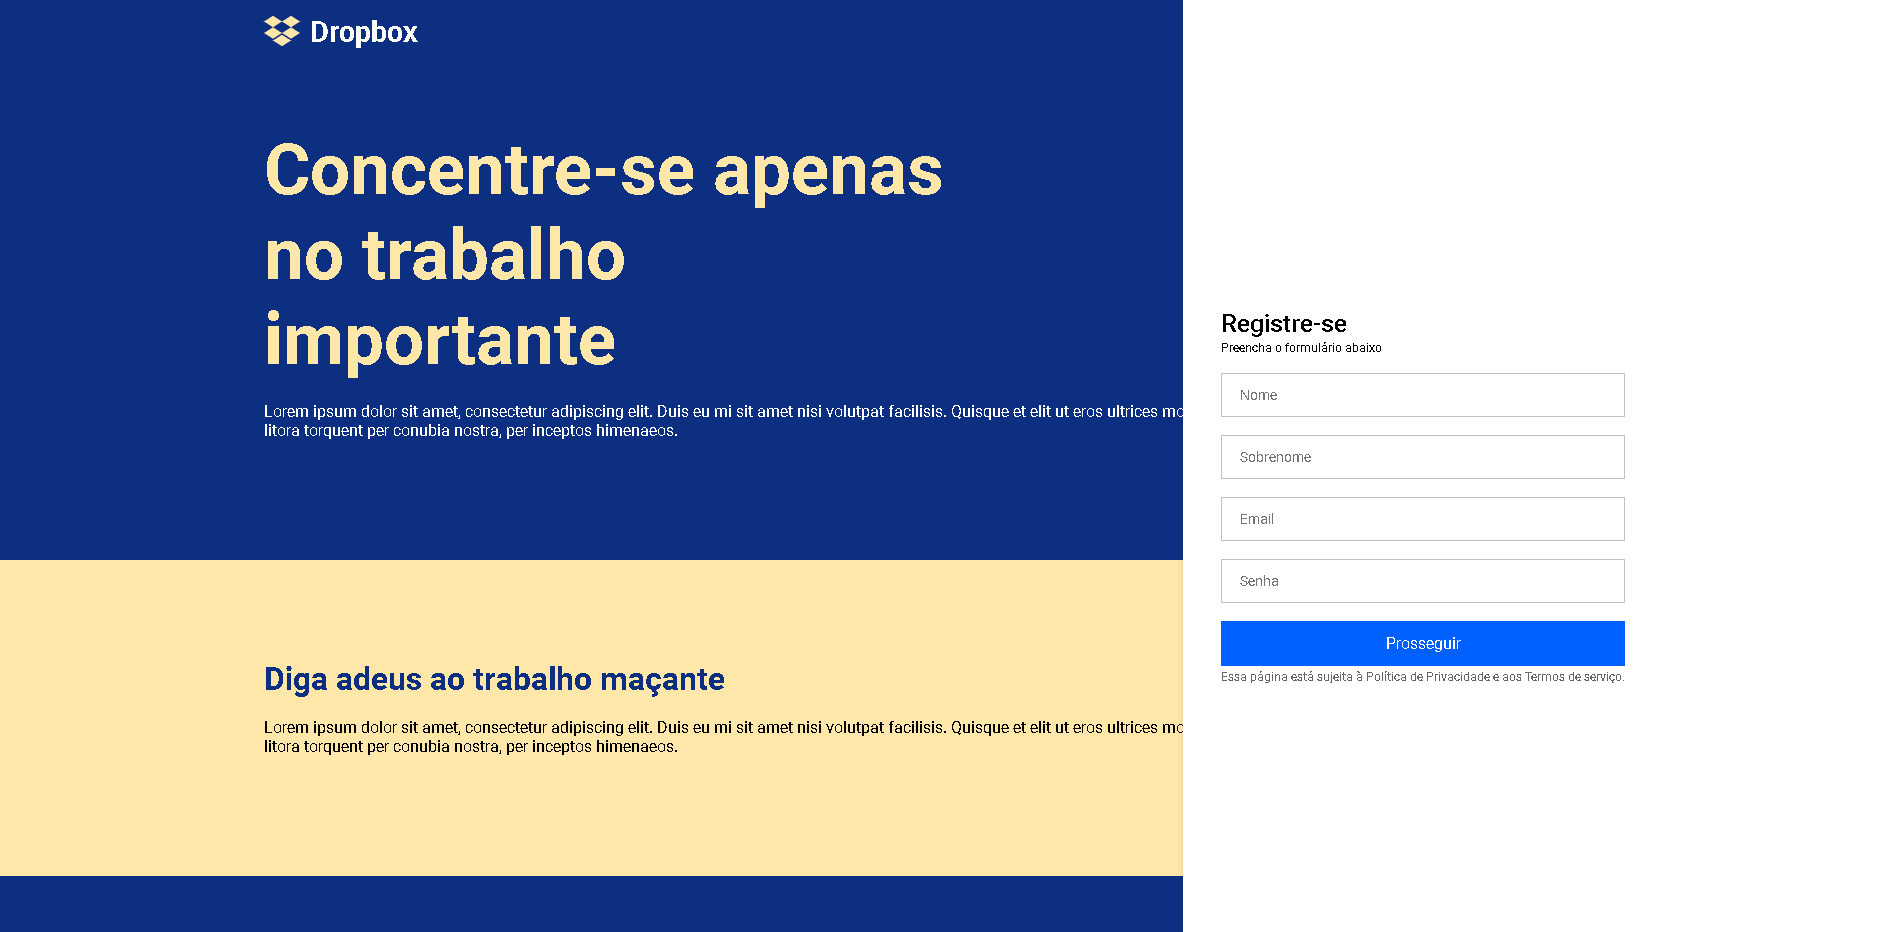 Dropbox
Concentre-se apenas
no trabalho
importante
Lorem ipsum dolor sit amet, consectetur adipiscing elit. Duis eu mi sit amet nisi volutpat facilisis. Quisque et elit ut eros ultrices
litora torquent per conubia nostra, per inceptos himenaeos.
Diga adeus ao trabalho maçante
Lorem ipsum dolor sit amet, consectetur adipiscing elit. Duis eu mi sit amet nisi volutpat facilisis. Quisque et elit ut eros ultrices
litora torquent per conubia nostra, per inceptos himenaeos.
Registre-se
Preencha o formulário abaixo
Nome
Sobrenome
Email
Senha
Prosseguir
Essa página está sujeita à Política de Privacidade e aos Termos de serviço.